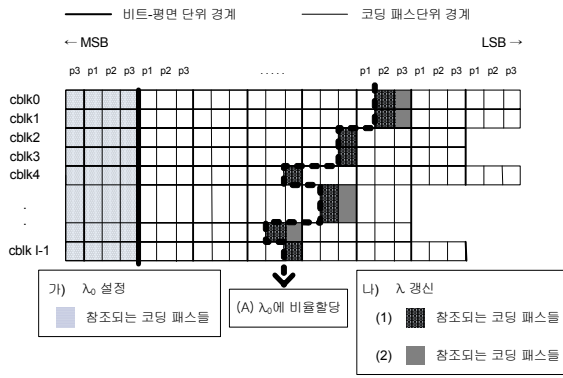 비트-평면 단위 경계 코딩 패스단위 경계
← MSB LSB →
p3 p1 p2 p3 p1 p2 p3 ..... p1 p2 p3 p1 p2 p3 p1 p2 p3
cblk0
cblk1
cblk2
cblk3
cblk4
.
.
cblk I-1
가) λ₀ 설정
참조되는 코딩 패스들
(A) λ₀에 비율할당
나) λ 갱신
(1) 참조되는 코딩 패스들
(2) 참조되는 코딩 패스들